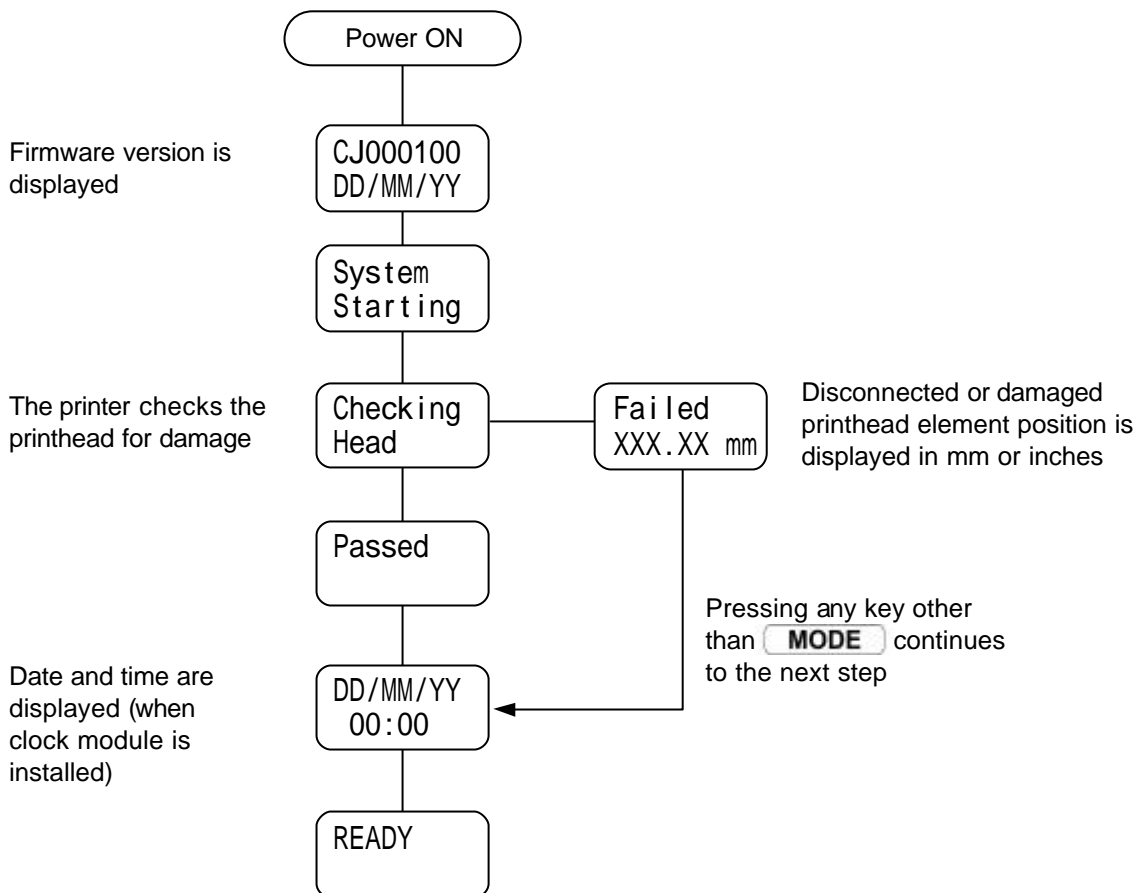 Power ON
Firmware version is
displayed
CJ000100
DD/MM/YY
System
Starting
The printer checks the
printhead for damage
Checking
Head
Failed
XXX.XX mm
Disconnected or damaged
printhead element position is
displayed in mm or inches
Passed
Pressing any key other
than MODE continues
to the next step
Date and time are
displayed (when
clock module is
installed)
DD/MM/YY
00:00
READY